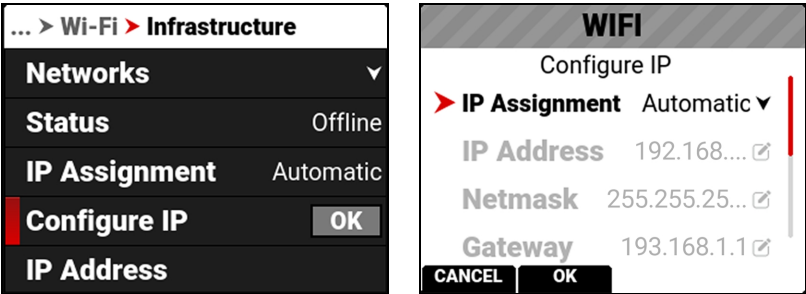 ... > Wi-Fi > Infrastructure
Networks
Status Offline
IP Assignment Automatic
Configure IP OK
IP Address
WIFI
Configure IP
IP Assignment Automatic
IP Address 192.168....
Netmask 255.255.25...
Gateway 193.168.1.1
CANCEL OK